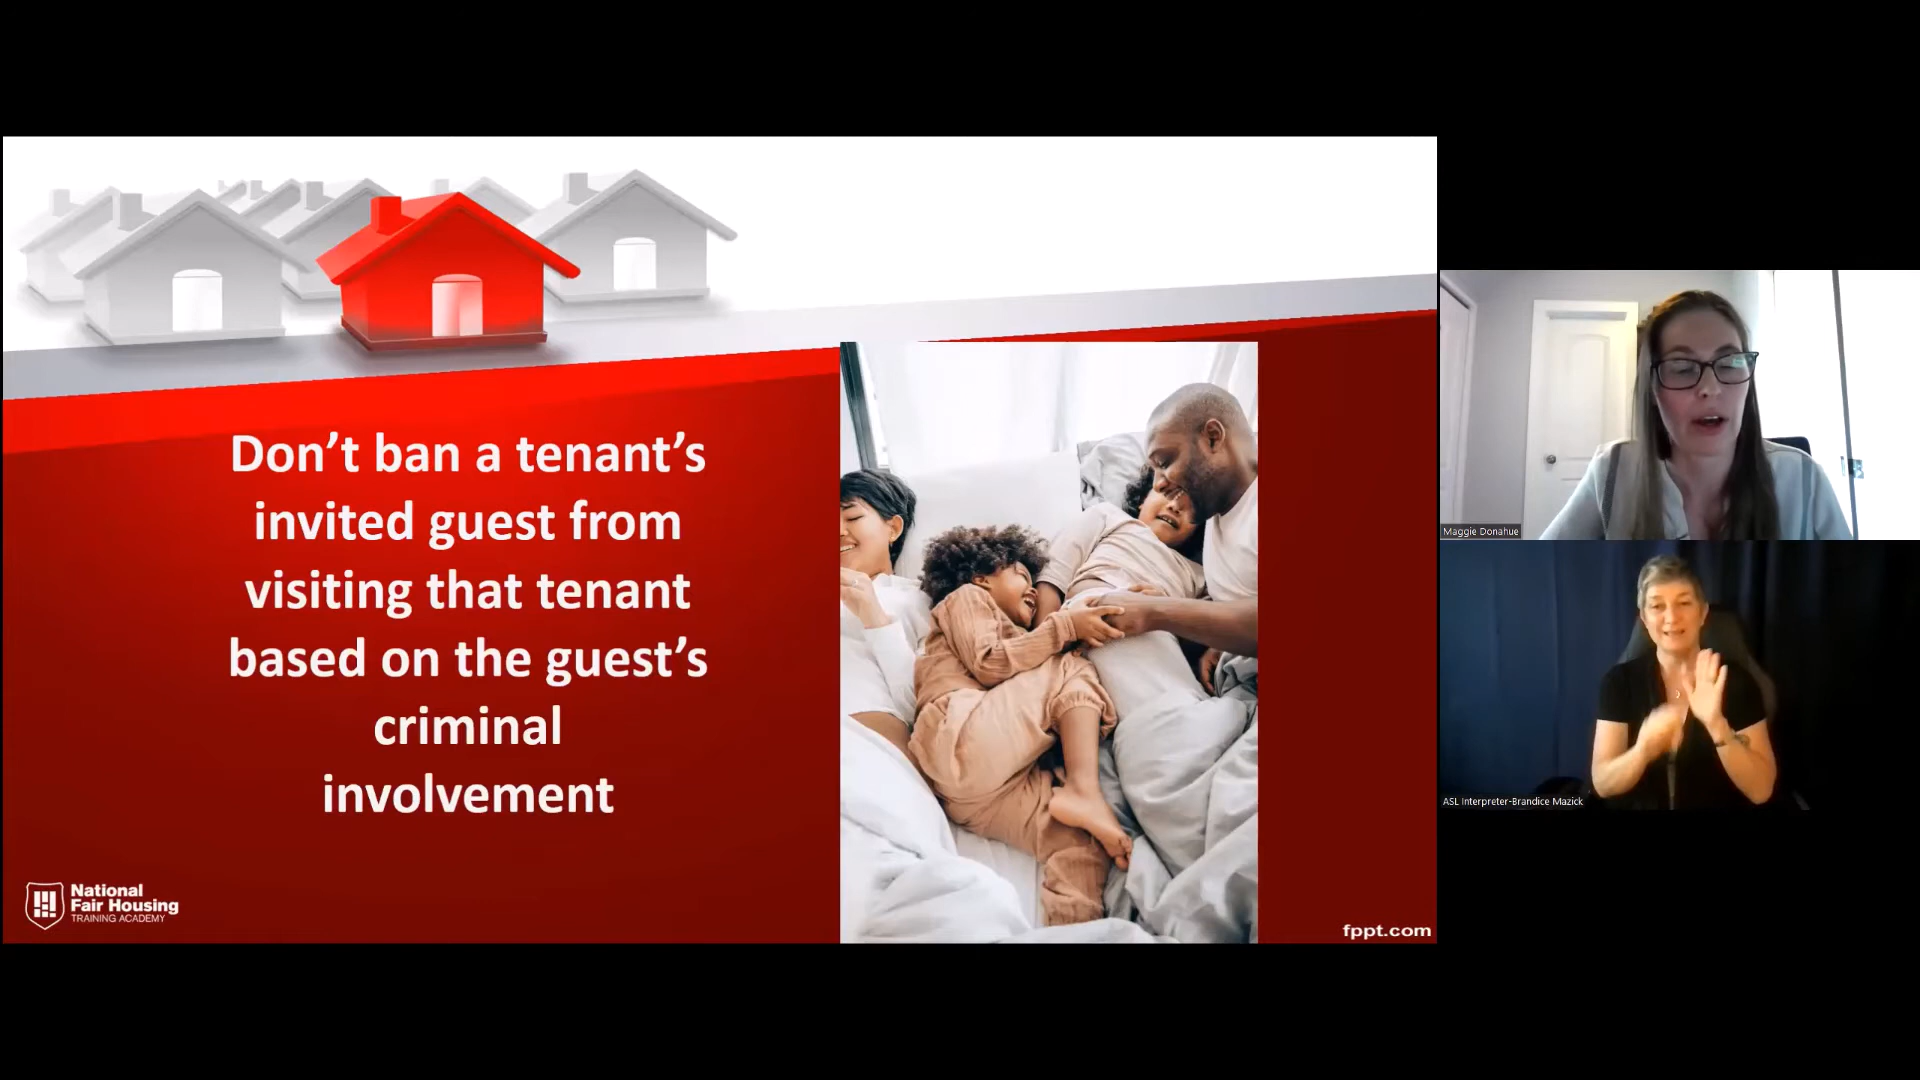 Don’t ban a tenant’s
invited guest from
visiting that tenant
based on the guest’s
criminal
involvement
National
Fair Housing
TRAINING ACADEMY
fppt.com
Maggie Donahue
ASL Interpreter-Brandice Mazick